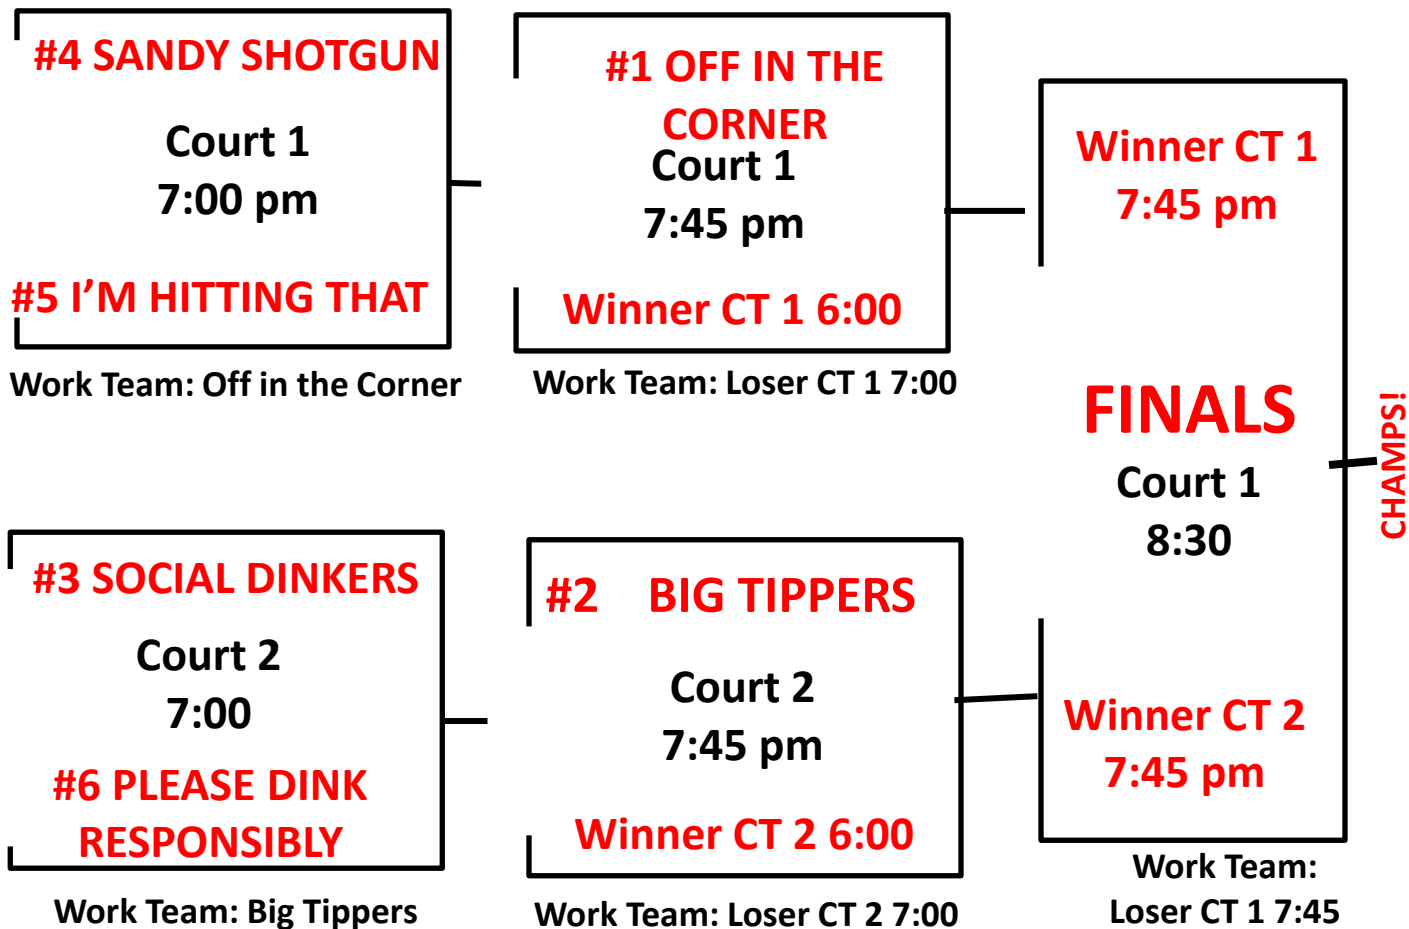 #4 SANDY SHOTGUN
Court 1
7:00 pm
#5 I’M HITTING THAT
Work Team: Off in the Corner
#1 OFF IN THE
CORNER
Court 1
7:45 pm
Winner CT 1 6:00
Work Team: Loser CT 1 7:00
#3 SOCIAL DINKERS
Court 2
7:00
#6 PLEASE DINK
RESPONSIBLY
Work Team: Big Tippers
#2 BIG TIPPERS
Court 2
7:45 pm
Winner CT 2 6:00
Work Team: Loser CT 2 7:00
Winner CT 1
7:45 pm
FINALS
Court 1
8:30
Winner CT 2
7:45 pm
Work Team:
Loser CT 1 7:45
CHAMPS!